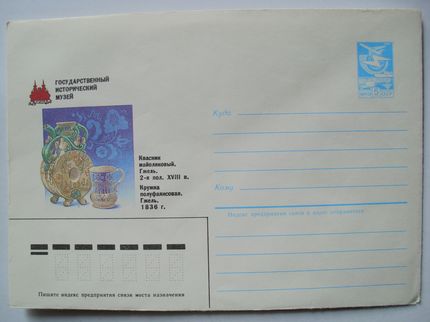 ГОСУДАРСТВЕННЫЙ
ИСТОРИЧЕСКИЙ
МУЗЕЙ
Квасник
майоликовый,
Гжель.
2-я пол. XVIII в.
Кружка
полуфаянсовая.
Гжель.
1836 г.
Куда
Кому
Индекс предприятия связи и адрес отправителя
Пишите индекс предприятия связи места назначения